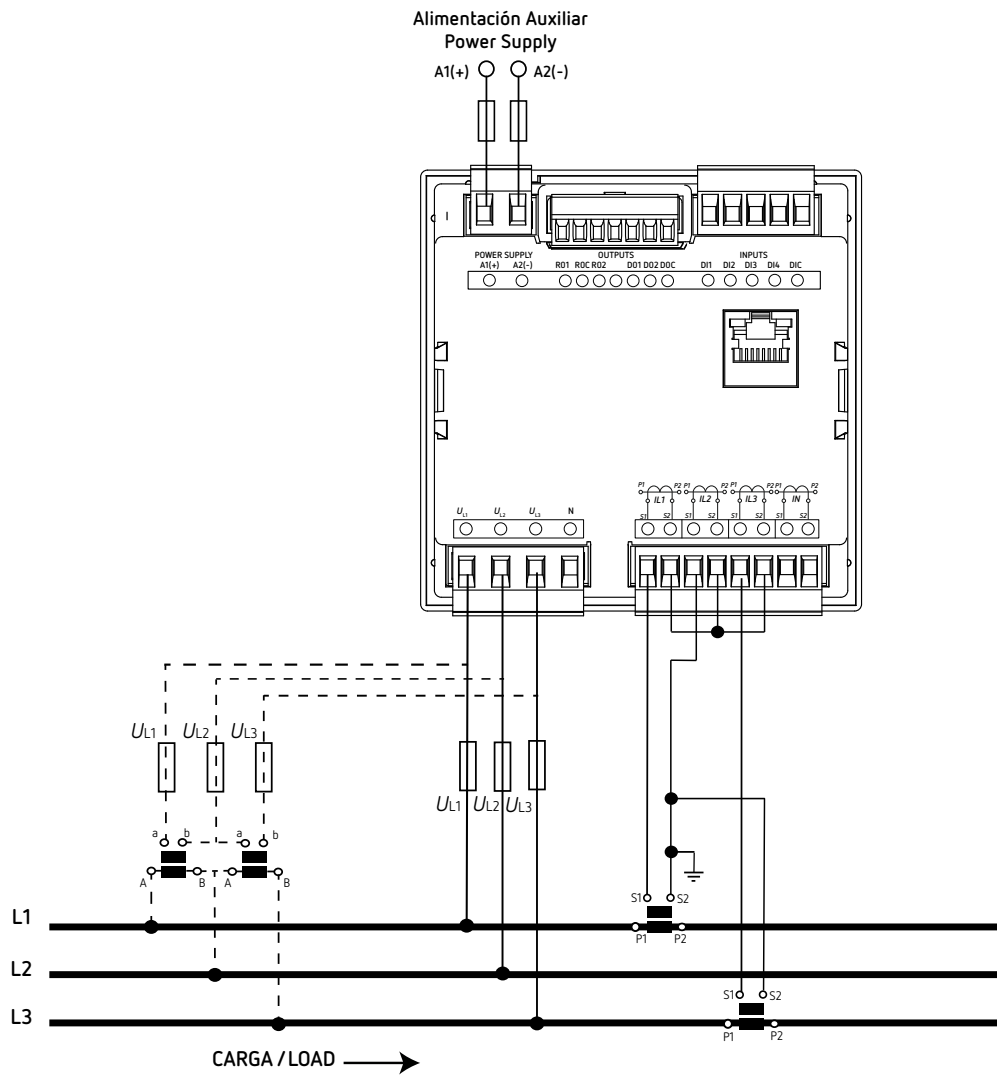 Alimentación Auxiliar
Power Supply
A1(+) A2(-)
I
POWER SUPPLY OUTPUTS INPUTS
A1(+) A2(-) RO1 ROC RO2 DO1 DO2 DOC DI1 DI2 DI3 DI4 DIC
P1 P2 P1 P2 P1 P2 P1 P2
IL1 IL2 IL3 IN
S1 S2 S1 S2 S1 S2 S1 S2
UL1 UL2 UL3 N
UL1 UL2 UL3
UL1 UL2 UL3
a b a b
A B A B
S1 S2
L1
P1 P2
L2
S1 S2
L3
P1 P2
CARGA / LOAD